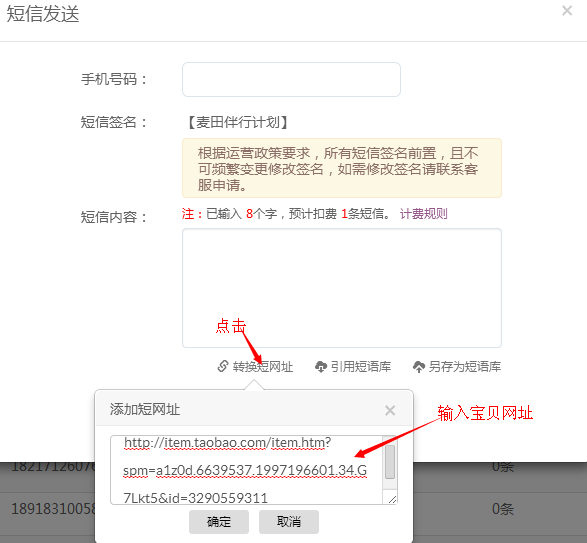 短信发送
×
手机号码：
短信签名：
【麦田伴行计划】
根据运营政策要求，所有短信签名前置，且不
可频繁变更修改签名，如需修改签名请联系客
服申请。
短信内容：
注：已输入 8个字，预计扣费 1条短信。 计费规则
点击
转换短网址
引用短语库
另存为短语库
添加短网址
×
输入宝贝网址
http://item.taobao.com/item.htm?
spm=a1z0d.6639537.1997196601.34.G
7Lkt5&id=3290559311
确定
取消
0条
1891831005
0条